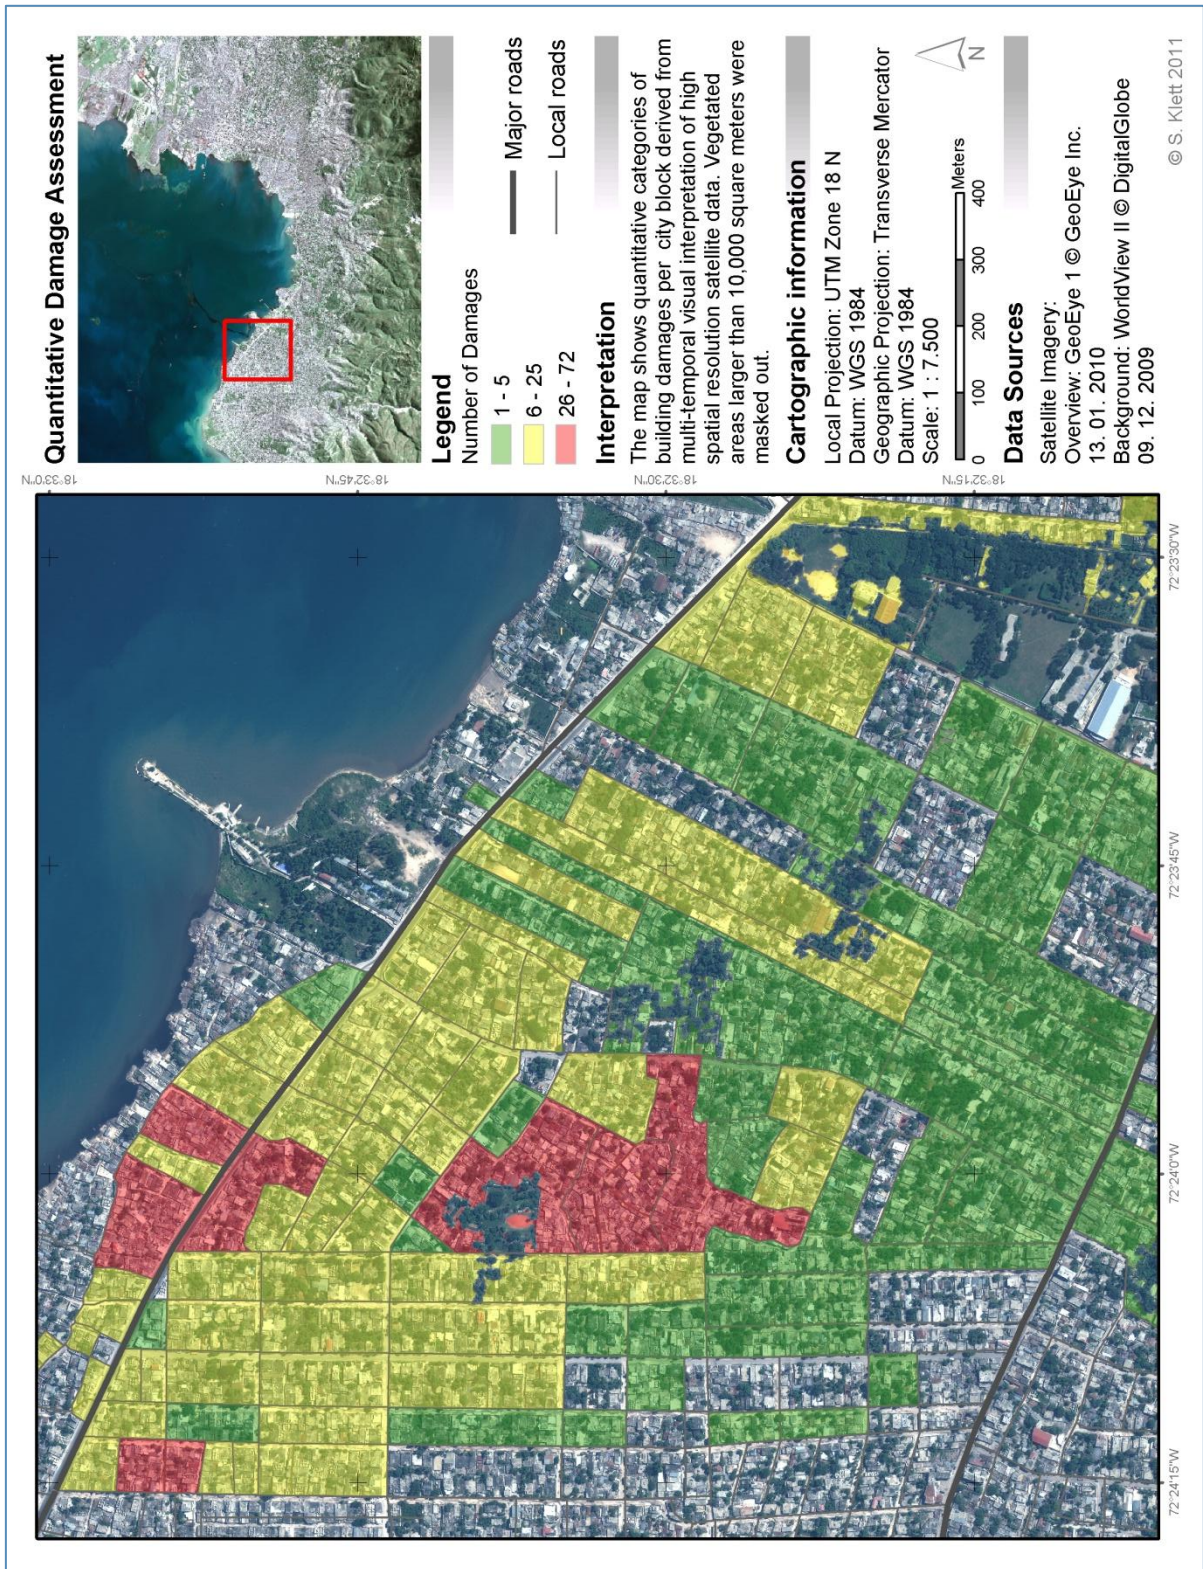 Quantitative Damage Assessment
Legend
Number of Damages
1 - 5
6 - 25
26 - 72
Major roads
Local roads
Interpretation
The map shows quantitative categories of
building damages per city block derived from
multi-temporal visual interpretation of high
spatial resolution satellite data. Vegetated
areas larger than 10,000 square meters were
masked out.
Cartographic information
Local Projection: UTM Zone 18 N
Datum: WGS 1984
Geographic Projection: Transverse Mercator
Datum: WGS 1984
Scale: 1 : 7.500
N
0 100 200 300 400
Meters
Data Sources
Satellite Imagery:
Overview: GeoEye 1 © GeoEye Inc.
13. 01. 2010
Background: WorldView II © DigitalGlobe
09. 12. 2009
© S. Klett 2011
18°33'0"N
18°32'45"N
18°32'30"N
18°32'15"N
72°24'15"W
72°24'0"W
72°23'45"W
72°23'30"W